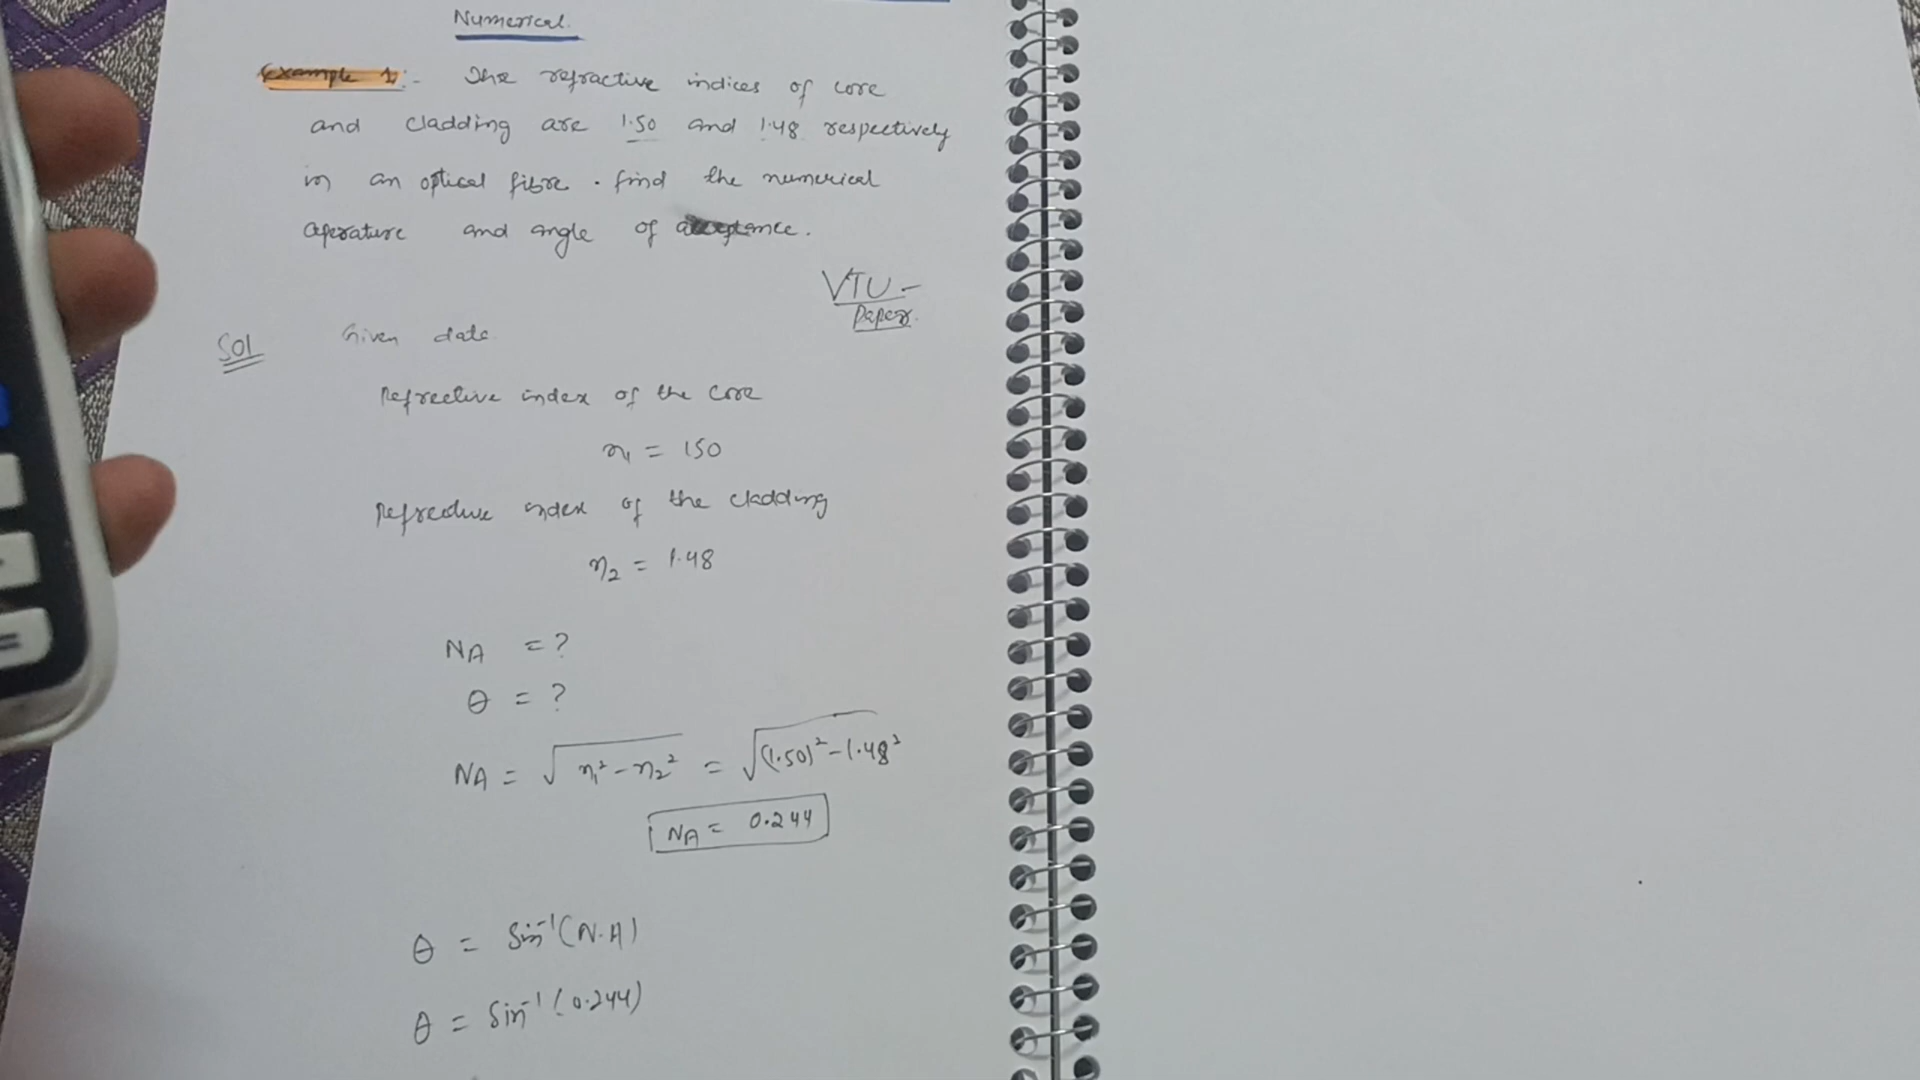 Numerical.
Example 1:- The refractive indices of core
and cladding are 1.50 and 1.48 respectively
in an optical fibre. find the numerical
aperature and angle of acceptance.
VTU-
Paper.
Sol Given data
Refractive index of the core
n₁ = 150
Refractive index of the cladding
n₂ = 1.48
NA = ?
θ = ?
NA = √n₁² - n₂² = √(1.50)² - 1.48²
NA = 0.244
θ = Sin⁻¹(N.A)
θ = Sin⁻¹(0.244)
=